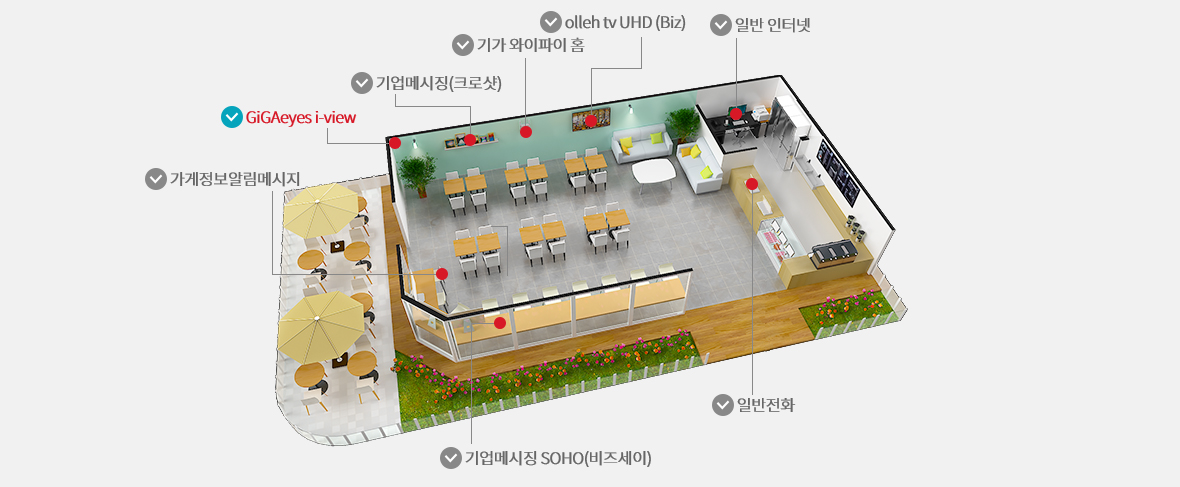 olleh tv UHD (Biz)
일반 인터넷
기가 와이파이 홈
기업메시징(크로샷)
GiGAeyes i-view
가게정보알림메시지
일반전화
기업메시징 SOHO(비즈세이)